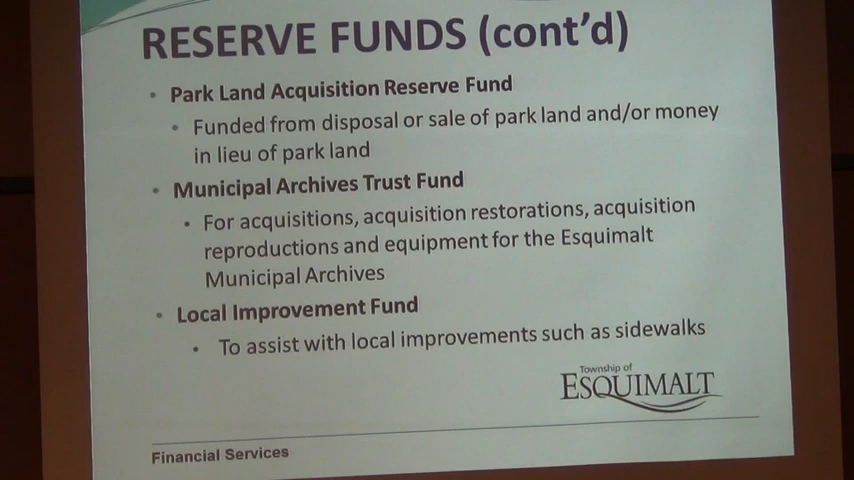 RESERVE FUNDS (cont'd)
• Park Land Acquisition Reserve Fund
• Funded from disposal or sale of park land and/or money
in lieu of park land
• Municipal Archives Trust Fund
• For acquisitions, acquisition restorations, acquisition
reproductions and equipment for the Esquimalt
Municipal Archives
• Local Improvement Fund
• To assist with local improvements such as sidewalks
Township of
ESQUIMALT
Financial Services